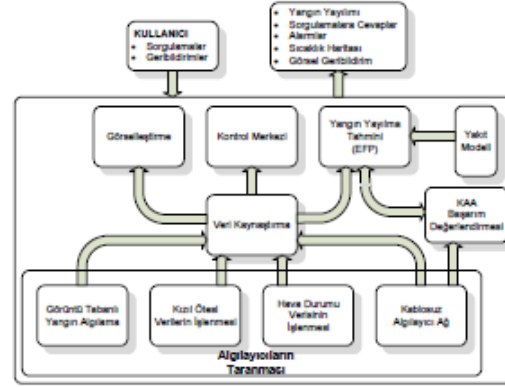 KULLANICI
• Sorgulamalar
• Geribildirimler
• Yangın Yayılımı
• Sorgulamalara Cevaplar
• Alarmlar
• Sıcaklık Haritası
• Görsel Geribildirim
Görselleştirme
Kontrol Merkezi
Yangın Yayılma
Tahmini
(EFP)
Yakıt
Modeli
Veri Kaynaştırma
KAA
Başarım
Değerlendirmesi
Görüntü Tabanlı
Yangın Algılama
Kızıl Ötesi
Verilerin İşlenmesi
Hava Durumu
Verisinin
İşlenmesi
Kablosuz
Algılayıcı Ağ
Algılayıcıların
Taranması